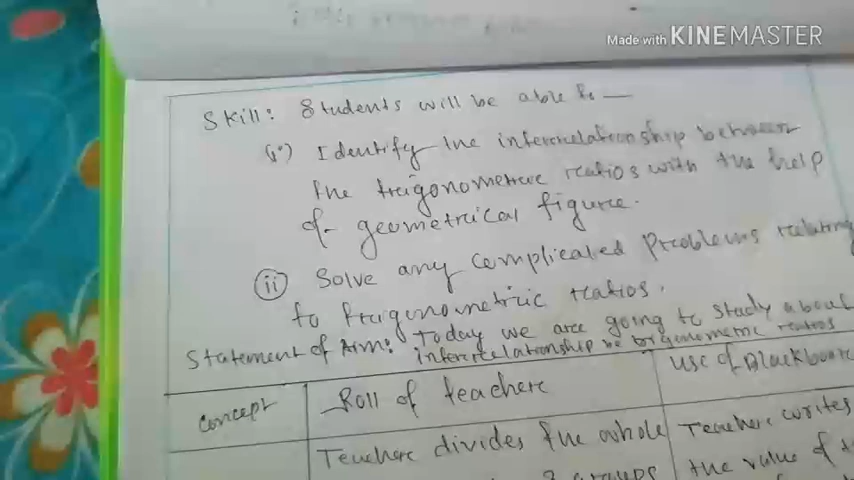 Made with KINEMASTER
Skill: Students will be able to —
(i) Identify the interrelationship between
the trigonometric ratios with the help
of geometrical figure.
(ii) Solve any complicated problems relating
to trigonometric ratios.
Statement of Aim: Today we are going to study about
interrelationship trigonometric ratios
Concept
Roll of teacher
Use of Blackboard
Teacher divides the whole
groups
Teacher writes
the value of